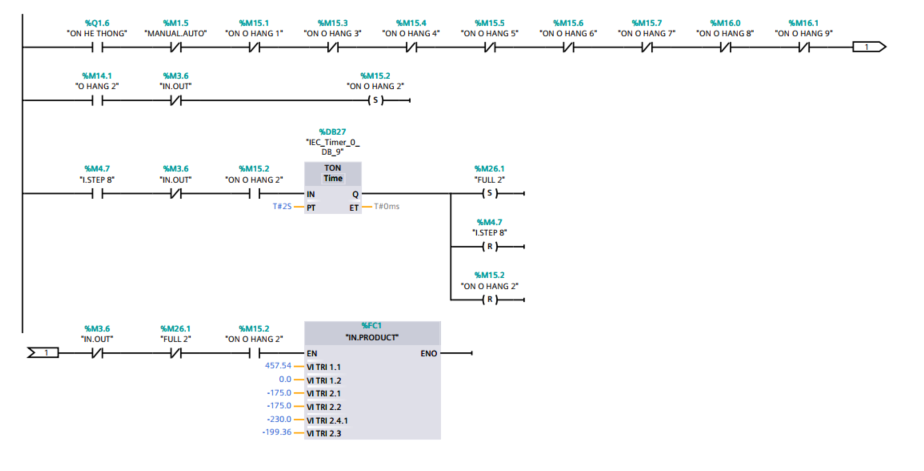 %Q1.6 %M1.5 %M15.1 %M15.3 %M15.4 %M15.5 %M15.6 %M15.7 %M16.0 %M16.1
"ON HE THONG" "MANUAL.AUTO" "ON O HANG 1" "ON O HANG 3" "ON O HANG 4" "ON O HANG 5" "ON O HANG 6" "ON O HANG 7" "ON O HANG 8" "ON O HANG 9"
1
%M14.1 %M3.6 %M15.2
"O HANG 2" "IN.OUT" "ON O HANG 2"
S
%DB27
"IEC_Timer_0_
DB_9"
%M4.7 %M3.6 %M15.2 TON %M26.1
"I.STEP 8" "IN.OUT" "ON O HANG 2" Time "FULL 2"
IN Q S
T#2S PT ET T#0ms
%M4.7
"I.STEP 8"
R
%M15.2
"ON O HANG 2"
R
%M3.6 %M26.1 %M15.2 %FC1
"IN.OUT" "FULL 2" "ON O HANG 2" "IN.PRODUCT"
1 EN ENO
457.54 VI TRI 1.1
0.0 VI TRI 1.2
-175.0 VI TRI 2.1
-175.0 VI TRI 2.2
-230.0 VI TRI 2.4.1
-199.36 VI TRI 2.3